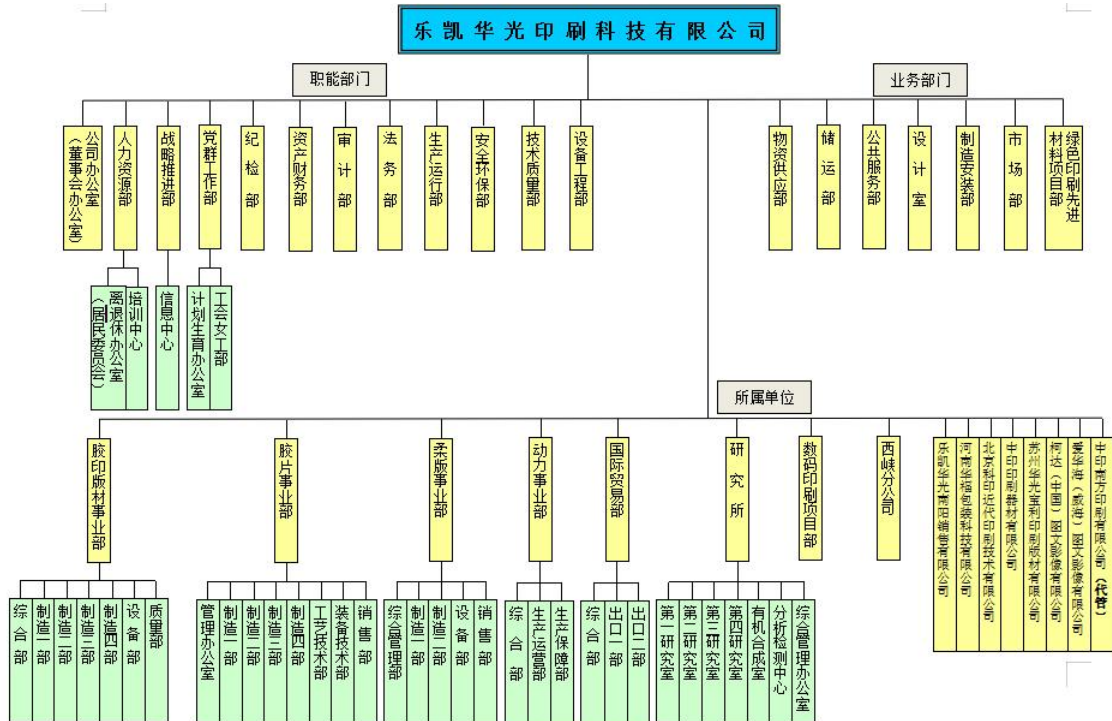 乐凯华光印刷科技有限公司
职能部门
业务部门
公司办公室
（董事会办公室）
人力资源部
战略推进部
党群工作部
纪检部
资产财务部
审计部
法务部
生产运行部
安全环保部
技术质量部
设备工程部
物资供应部
储运部
公共服务部
设计室
制造安装部
市场部
绿色印刷先进
材料项目部
离退休办公室
（居民委员会）
培训中心
信息中心
计划生育办公室
工会女工部
所属单位
胶印版材事业部
胶片事业部
柔版事业部
动力事业部
国际贸易部
研究所
数码印刷项目部
西峡分公司
乐凯华光南阳销售有限公司
河南华福包装科技有限公司
北京科印近代印刷技术有限公司
中印印刷器材有限公司
苏州华光宝利印刷版材有限公司
柯达（中国）图文影像有限公司
爱华海（威海）图文影像有限公司
中印南方印刷有限公司（代管）
综合部
制造一部
制造二部
制造三部
制造四部
设备部
质量部
管理办公室
制造一部
制造二部
制造三部
制造四部
工艺技术部
装备技术部
销售部
综合管理部
制造一部
制造二部
设备部
销售部
综合部
生产运营部
生产保障部
综合部
出口一部
出口二部
第一研究室
第二研究室
第三研究室
第四研究室
有机合成室
分析检测中心
综合管理办公室